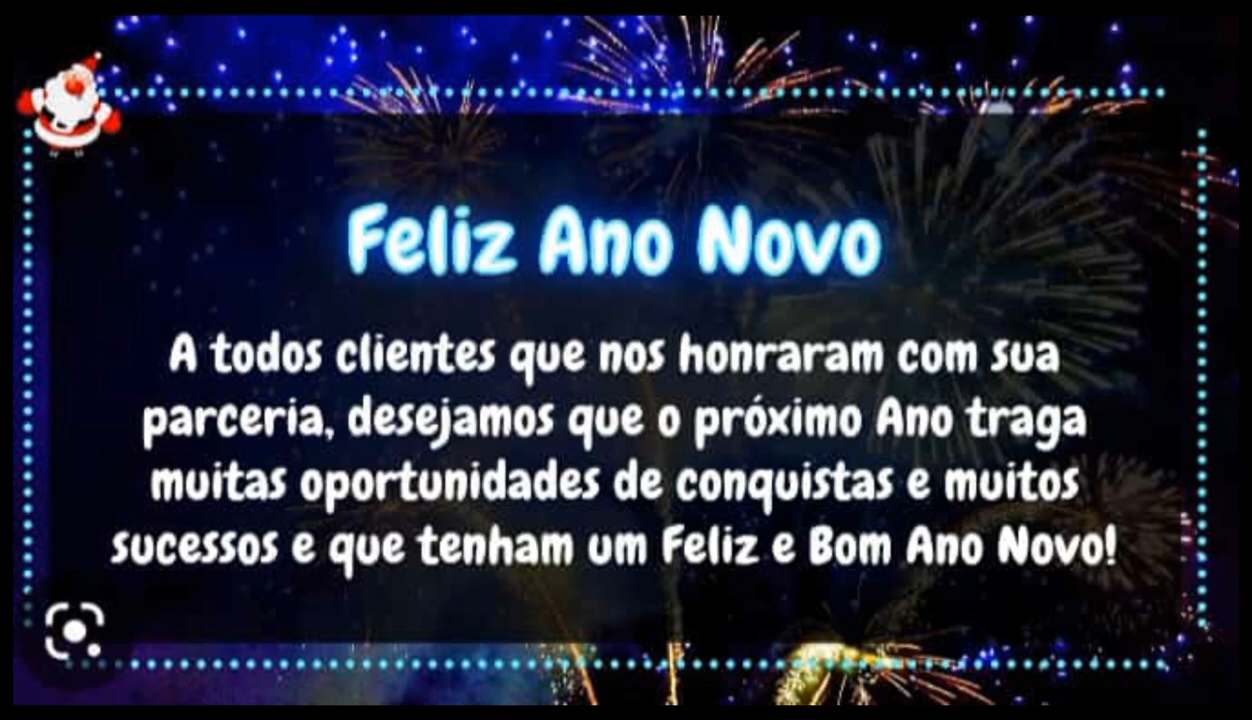 Feliz Ano Novo
A todos clientes que nos honraram com sua
parceria, desejamos que o próximo Ano traga
muitas oportunidades de conquistas e muitos
sucessos e que tenham um Feliz e Bom Ano Novo!